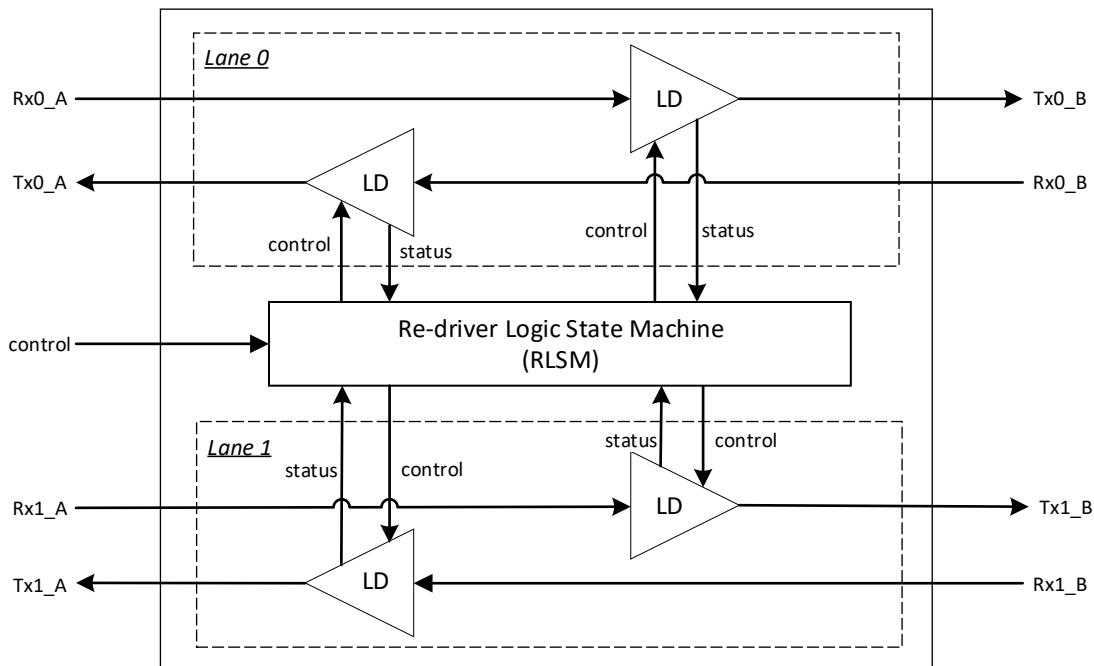 Lane 0
Rx0_A
LD
Tx0_B
Tx0_A
LD
Rx0_B
control
status
control
status
control
Re-driver Logic State Machine
(RLSM)
Lane 1
status
control
status
control
Rx1_A
LD
Tx1_B
Tx1_A
LD
Rx1_B